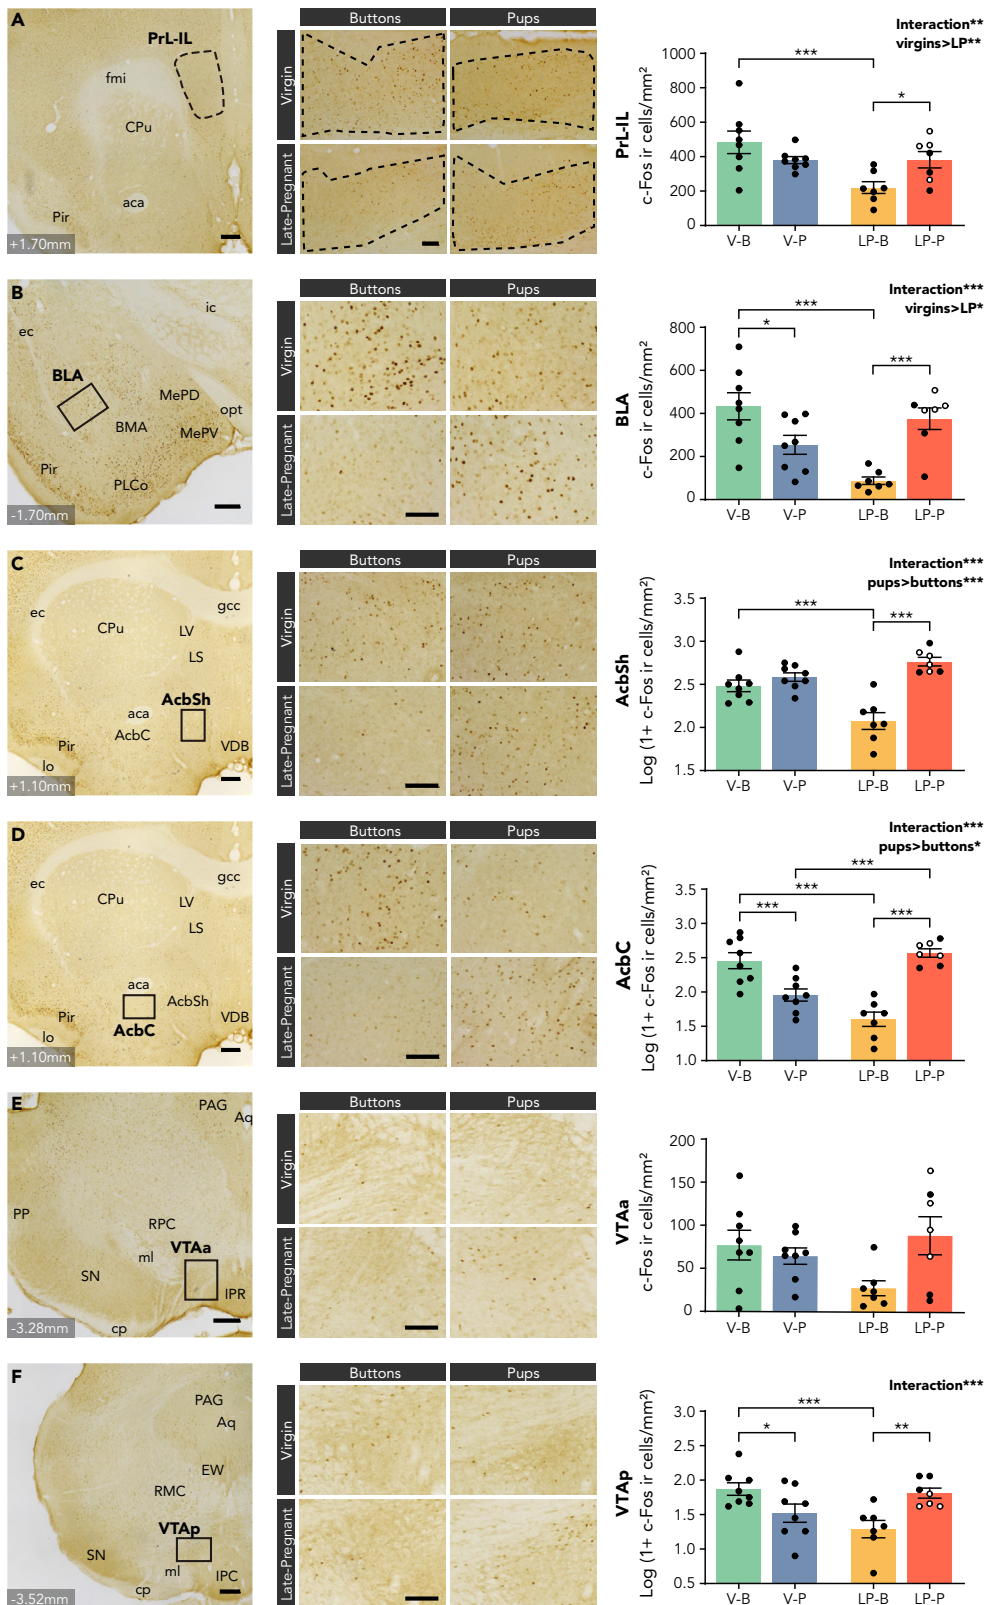 A
PrL-IL
fmi
CPu
aca
Pir
+1.70mm
Buttons
Pups
Virgin
Late-Pregnant
Interaction**
virgins>LP**
PrL-IL
c-Fos ir cells/mm²
1000
800
600
400
200
0
***
*
V-B
V-P
LP-B
LP-P
B
ic
ec
BLA
MePD
opt
BMA
MePV
Pir
PLCo
-1.70mm
Buttons
Pups
Virgin
Late-Pregnant
Interaction***
virgins>LP*
BLA
c-Fos ir cells/mm²
800
600
400
200
0
***
*
***
V-B
V-P
LP-B
LP-P
C
ec
gcc
CPu
LV
LS
AcbSh
aca
AcbC
Pir
VDB
lo
+1.10mm
Buttons
Pups
Virgin
Late-Pregnant
Interaction***
pups>buttons***
AcbSh
Log (1+ c-Fos ir cells/mm²)
3.5
3.0
2.5
2.0
1.5
***
***
V-B
V-P
LP-B
LP-P
D
ec
gcc
CPu
LV
LS
aca
AcbSh
Pir
AcbC
VDB
lo
+1.10mm
Buttons
Pups
Virgin
Late-Pregnant
Interaction***
pups>buttons*
AcbC
Log (1+ c-Fos ir cells/mm²)
3.5
3.0
2.5
2.0
1.5
1.0
***
***
***
***
V-B
V-P
LP-B
LP-P
E
PAG
Aq
PP
RPC
VTAa
ml
SN
IPR
cp
-3.28mm
Buttons
Pups
Virgin
Late-Pregnant
VTAa
c-Fos ir cells/mm²
200
150
100
50
0
V-B
V-P
LP-B
LP-P
F
PAG
Aq
EW
RMC
VTAp
SN
ml
IPC
cp
-3.52mm
Buttons
Pups
Virgin
Late-Pregnant
Interaction***
VTAp
Log (1+ c-Fos ir cells/mm²)
3.0
2.5
2.0
1.5
1.0
0.5
***
*
**
V-B
V-P
LP-B
LP-P